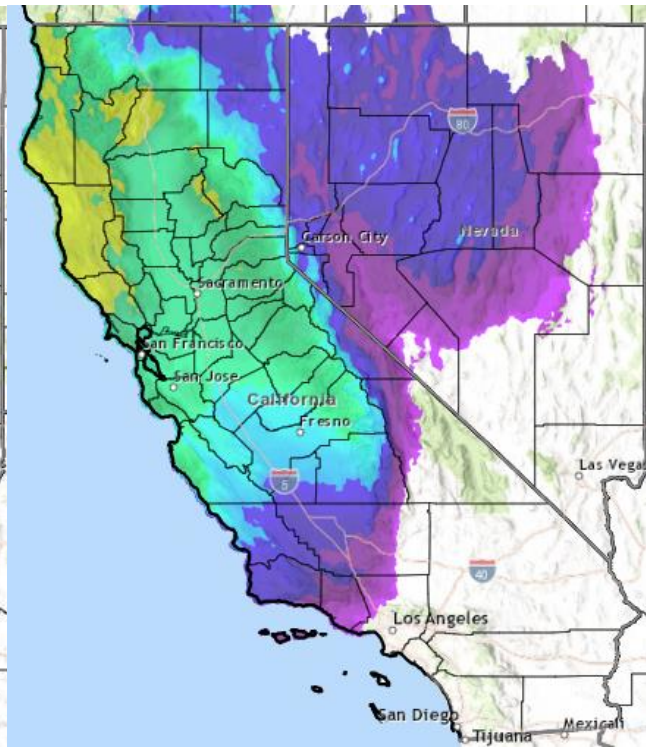 80
Nevada
Carson City
Sacramento
San Francisco
San Jose
California
Fresno
5
Las Vegas
40
Los Angeles
San Diego
Tijuana
Mexicali